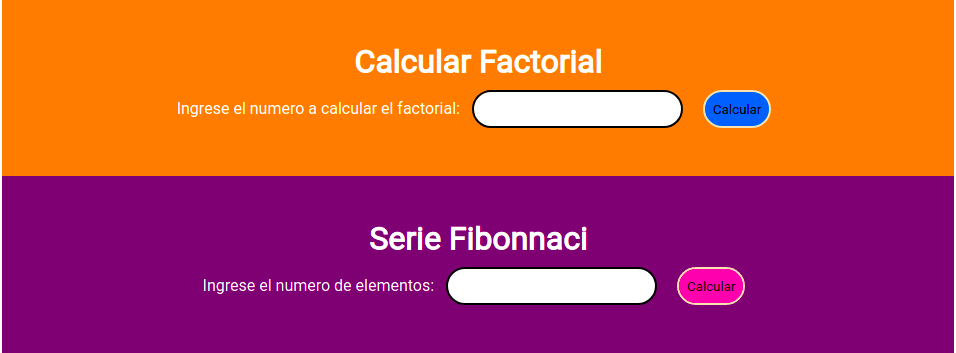 Calcular Factorial
Ingrese el numero a calcular el factorial: Calcular
Serie Fibonnaci
Ingrese el numero de elementos: Calcular